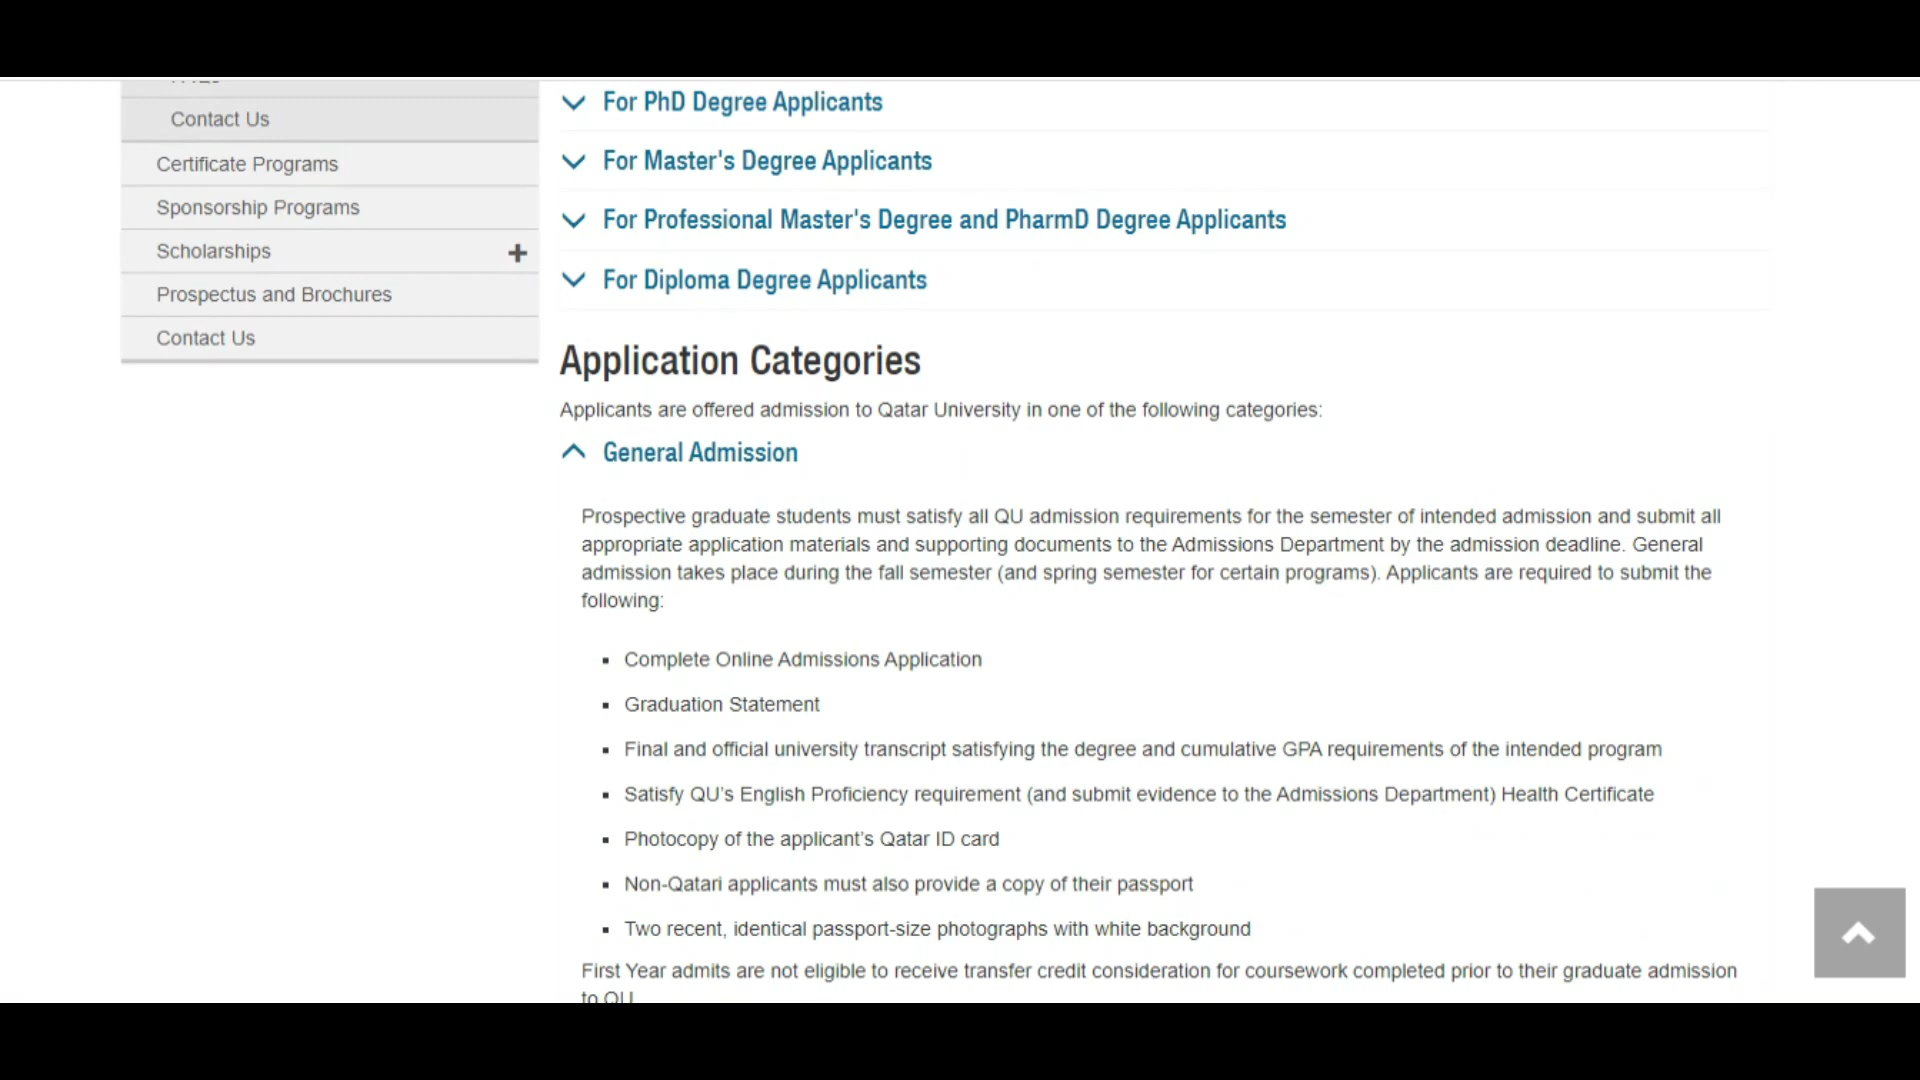 Contact Us
Certificate Programs
Sponsorship Programs
Scholarships
Prospectus and Brochures
Contact Us
For PhD Degree Applicants
For Master's Degree Applicants
For Professional Master's Degree and PharmD Degree Applicants
For Diploma Degree Applicants
Application Categories
Applicants are offered admission to Qatar University in one of the following categories:
General Admission
Prospective graduate students must satisfy all QU admission requirements for the semester of intended admission and submit all
appropriate application materials and supporting documents to the Admissions Department by the admission deadline. General
admission takes place during the fall semester (and spring semester for certain programs). Applicants are required to submit the
following:
Complete Online Admissions Application
Graduation Statement
Final and official university transcript satisfying the degree and cumulative GPA requirements of the intended program
Satisfy QU’s English Proficiency requirement (and submit evidence to the Admissions Department) Health Certificate
Photocopy of the applicant’s Qatar ID card
Non-Qatari applicants must also provide a copy of their passport
Two recent, identical passport-size photographs with white background
First Year admits are not eligible to receive transfer credit consideration for coursework completed prior to their graduate admission
to QU